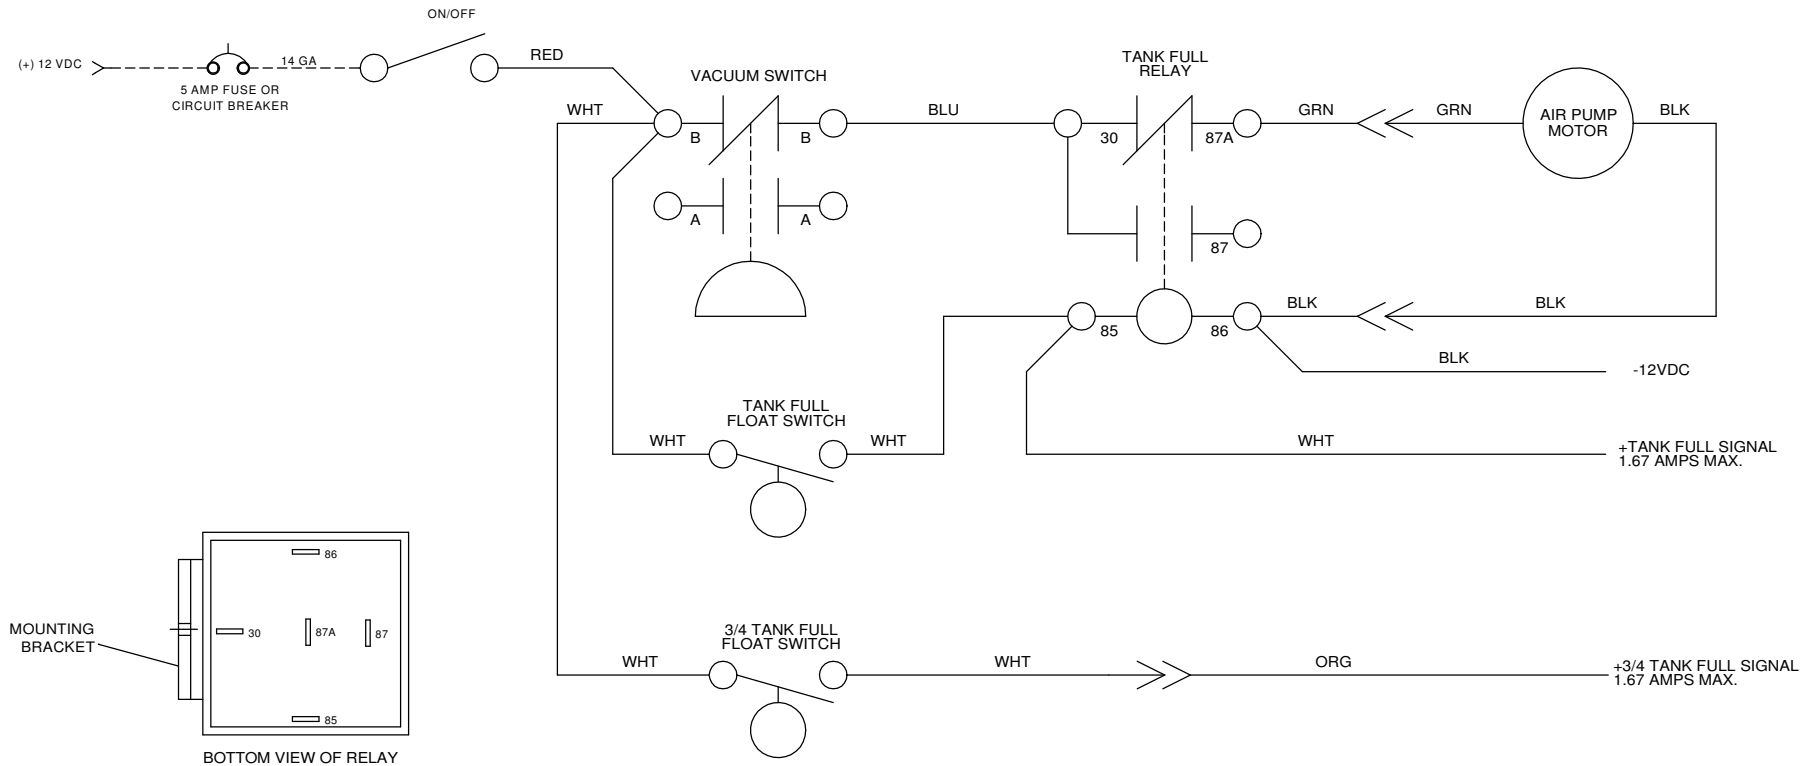 ON/OFF
(+) 12 VDC
14 GA
5 AMP FUSE OR
CIRCUIT BREAKER
RED
VACUUM SWITCH
TANK FULL
RELAY
WHT
B
B
BLU
30
87A
GRN
GRN
AIR PUMP
MOTOR
BLK
A
A
87
85
86
BLK
BLK
BLK
-12VDC
TANK FULL
FLOAT SWITCH
WHT
WHT
WHT
+TANK FULL SIGNAL
1.67 AMPS MAX.
86
30
87A
87
85
MOUNTING
BRACKET
BOTTOM VIEW OF RELAY
3/4 TANK FULL
FLOAT SWITCH
WHT
WHT
ORG
+3/4 TANK FULL SIGNAL
1.67 AMPS MAX.